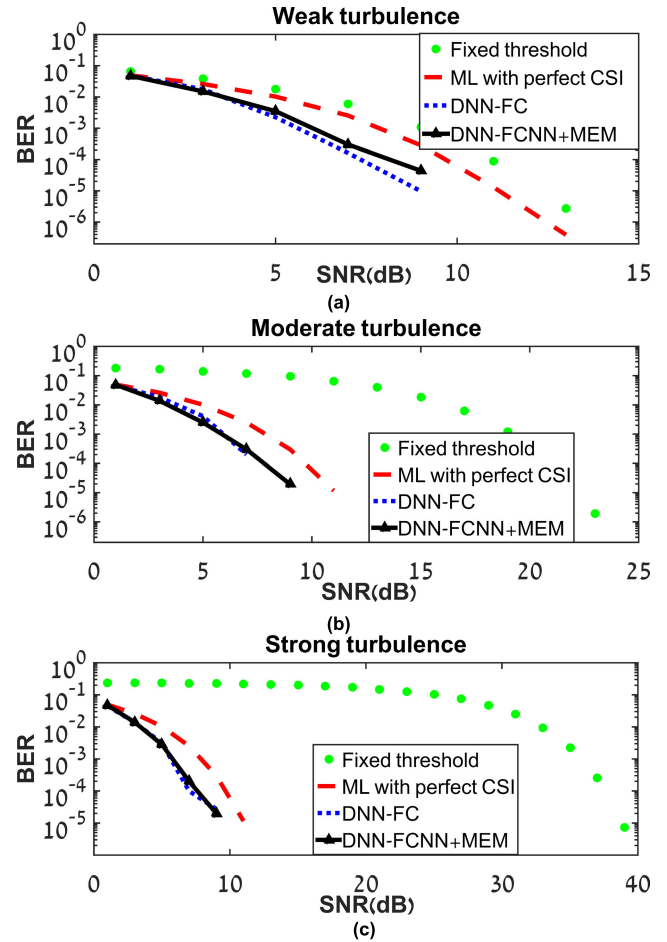 Weak turbulence
10^0
10^-1
10^-2
10^-3
10^-4
10^-5
10^-6
BER
Fixed threshold
ML with perfect CSI
DNN-FC
DNN-FCNN+MEM
0 5 10 15
SNR(dB)
(a)
Moderate turbulence
10^0
10^-1
10^-2
10^-3
10^-4
10^-5
10^-6
BER
Fixed threshold
ML with perfect CSI
DNN-FC
DNN-FCNN+MEM
0 5 10 15 20 25
SNR(dB)
(b)
Strong turbulence
10^0
10^-1
10^-2
10^-3
10^-4
10^-5
BER
Fixed threshold
ML with perfect CSI
DNN-FC
DNN-FCNN+MEM
0 10 20 30 40
SNR(dB)
(c)